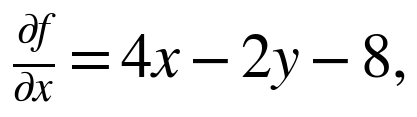 ∂f/∂x = 4x − 2y − 8,